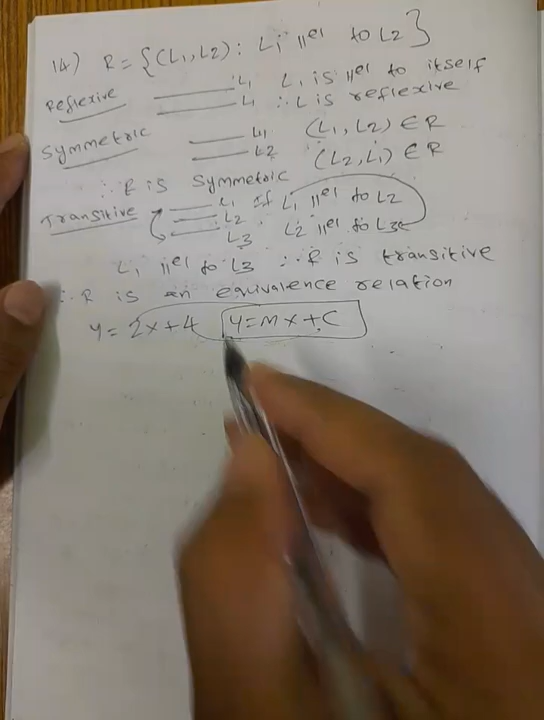 14) R = {(L1, L2) : L1 ||el to L2}
Reflexive L1 L1 is ||el to itself
L1 ∴ L is reflexive
Symmetric L1 (L1, L2) ∈ R
L2 (L2, L1) ∈ R
∴ R is symmetric
Transitive L1 If L1 ||el to L2
L2 L2 ||el to L3
L3
L1 ||el to L3 ∴ R is transitive
∴ R is an equivalence relation
y = 2x+4 y=mx+c